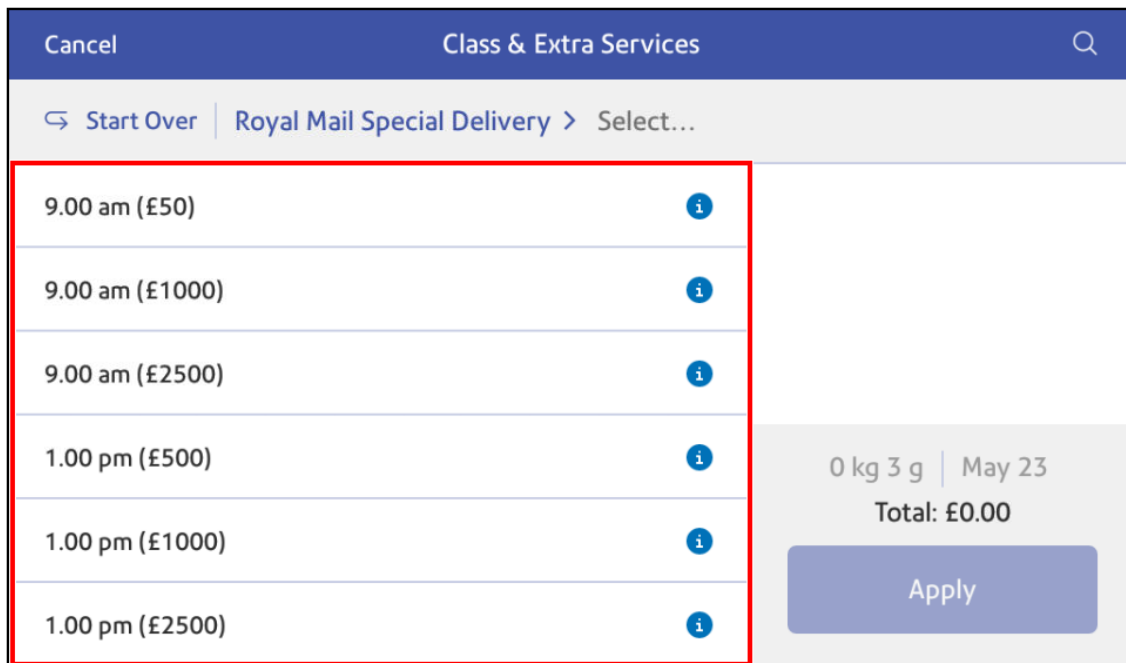 Cancel Class & Extra Services
Start Over Royal Mail Special Delivery > Select...
9.00 am (£50)
9.00 am (£1000)
9.00 am (£2500)
1.00 pm (£500)
1.00 pm (£1000)
1.00 pm (£2500)
0 kg 3 g May 23
Total: £0.00
Apply